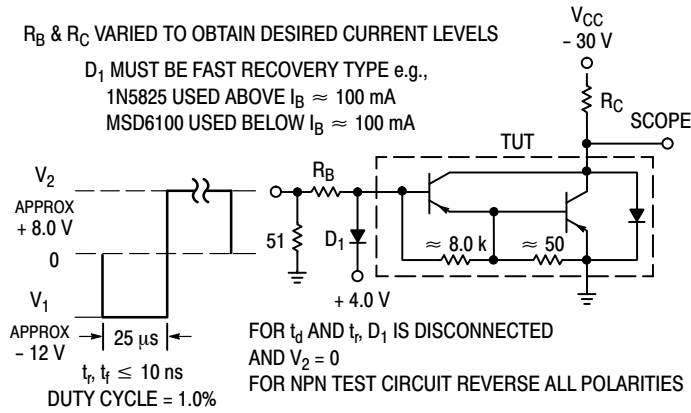 R_B & R_C VARIED TO OBTAIN DESIRED CURRENT LEVELS
D_1 MUST BE FAST RECOVERY TYPE e.g.,
1N5825 USED ABOVE I_B ≈ 100 mA
MSD6100 USED BELOW I_B ≈ 100 mA
V_CC
- 30 V
R_C
SCOPE
TUT
V_2
APPROX
+ 8.0 V
0
V_1
APPROX
- 12 V
25 μs
t_r, t_f ≤ 10 ns
DUTY CYCLE = 1.0%
R_B
51
D_1
+ 4.0 V
≈ 8.0 k
≈ 50
FOR t_d AND t_r, D_1 IS DISCONNECTED
AND V_2 = 0
FOR NPN TEST CIRCUIT REVERSE ALL POLARITIES